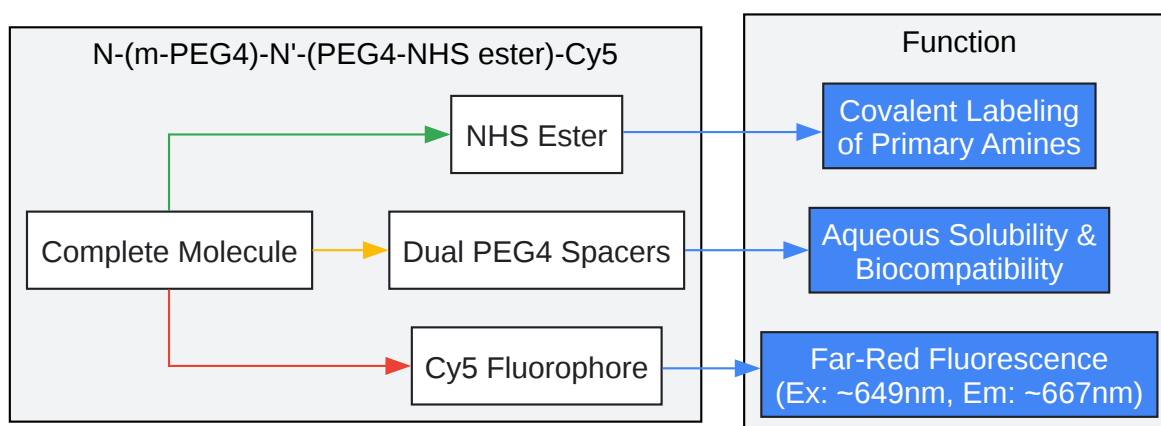 N-(m-PEG4)-N'-(PEG4-NHS ester)-Cy5
Function
NHS Ester
Covalent Labeling
of Primary Amines
Complete Molecule
Dual PEG4 Spacers
Aqueous Solubility &
Biocompatibility
Cy5 Fluorophore
Far-Red Fluorescence
(Ex: ~649nm, Em: ~667nm)